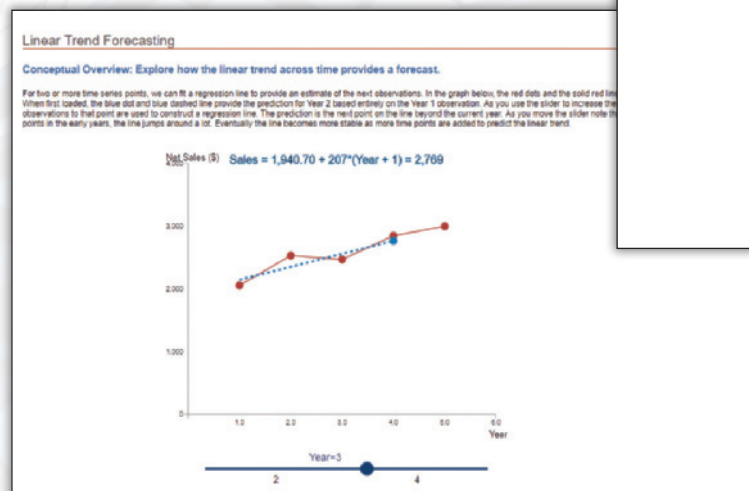 Linear Trend Forecasting
Conceptual Overview: Explore how the linear trend across time provides a forecast.
For two or more time series points, we can fit a regression line to provide an estimate of the next observations. In the graph below, the red dots and the solid red line
When first loaded, the blue dot and blue dashed line provide the prediction for Year 2 based entirely on the Year 1 observation. As you use the slider to increase the
observations to that point are used to construct a regression line. The prediction is the next point on the line beyond the current year. As you move the slider note th
points in the early years, the line jumps around a lot. Eventually the line becomes more stable as more time points are added to predict the linear trend.
Net Sales ($) Sales = 1,940.70 + 207*(Year + 1) = 2,769
4,000
3,000
2,000
1,000
0
1.0 2.0 3.0 4.0 5.0 6.0
Year
Year=3
2 4